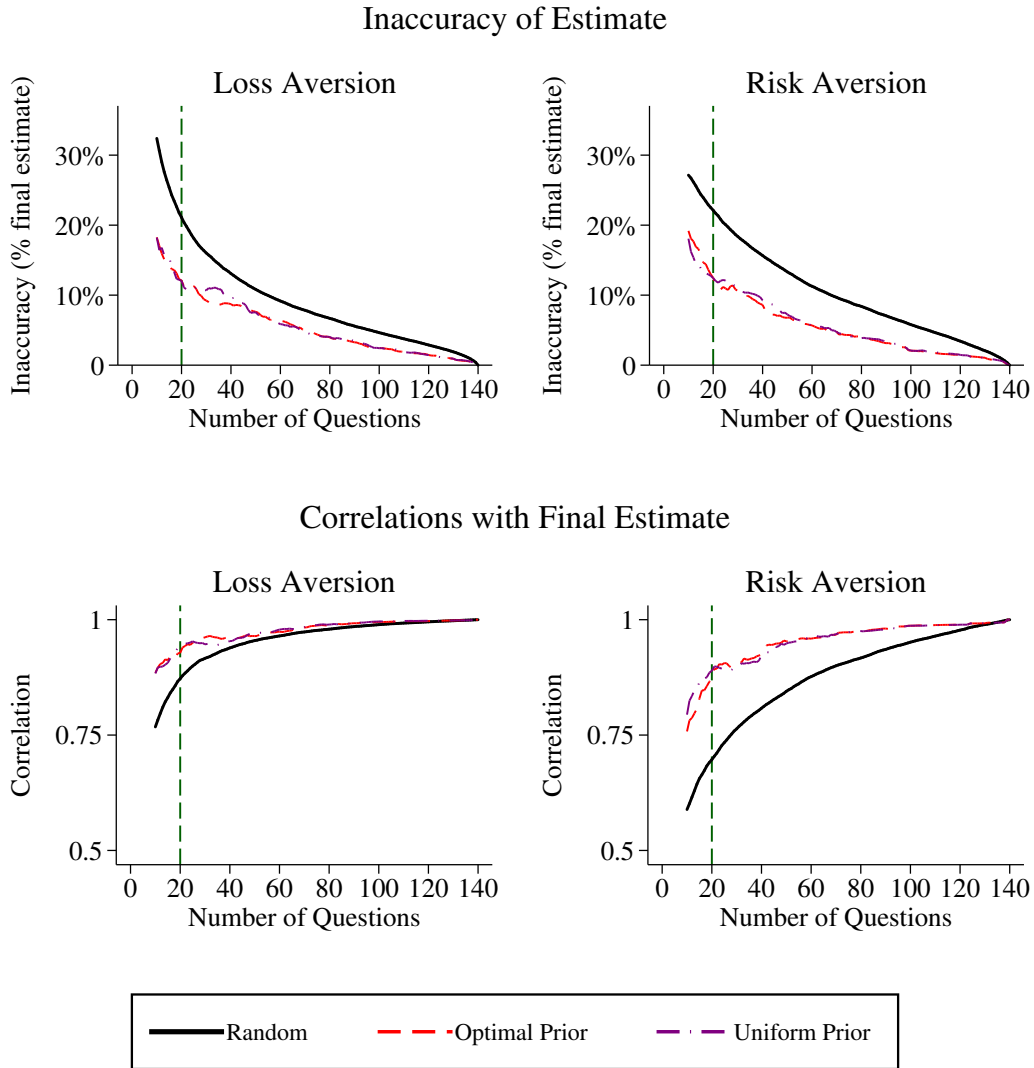 Inaccuracy of Estimate
Loss Aversion
Inaccuracy (% final estimate)
30%
20%
10%
0
0 20 40 60 80 100 120 140
Number of Questions
Risk Aversion
Inaccuracy (% final estimate)
30%
20%
10%
0
0 20 40 60 80 100 120 140
Number of Questions
Correlations with Final Estimate
Loss Aversion
Correlation
1
0.75
0.5
0 20 40 60 80 100 120 140
Number of Questions
Risk Aversion
Correlation
1
0.75
0.5
0 20 40 60 80 100 120 140
Number of Questions
Random Optimal Prior Uniform Prior